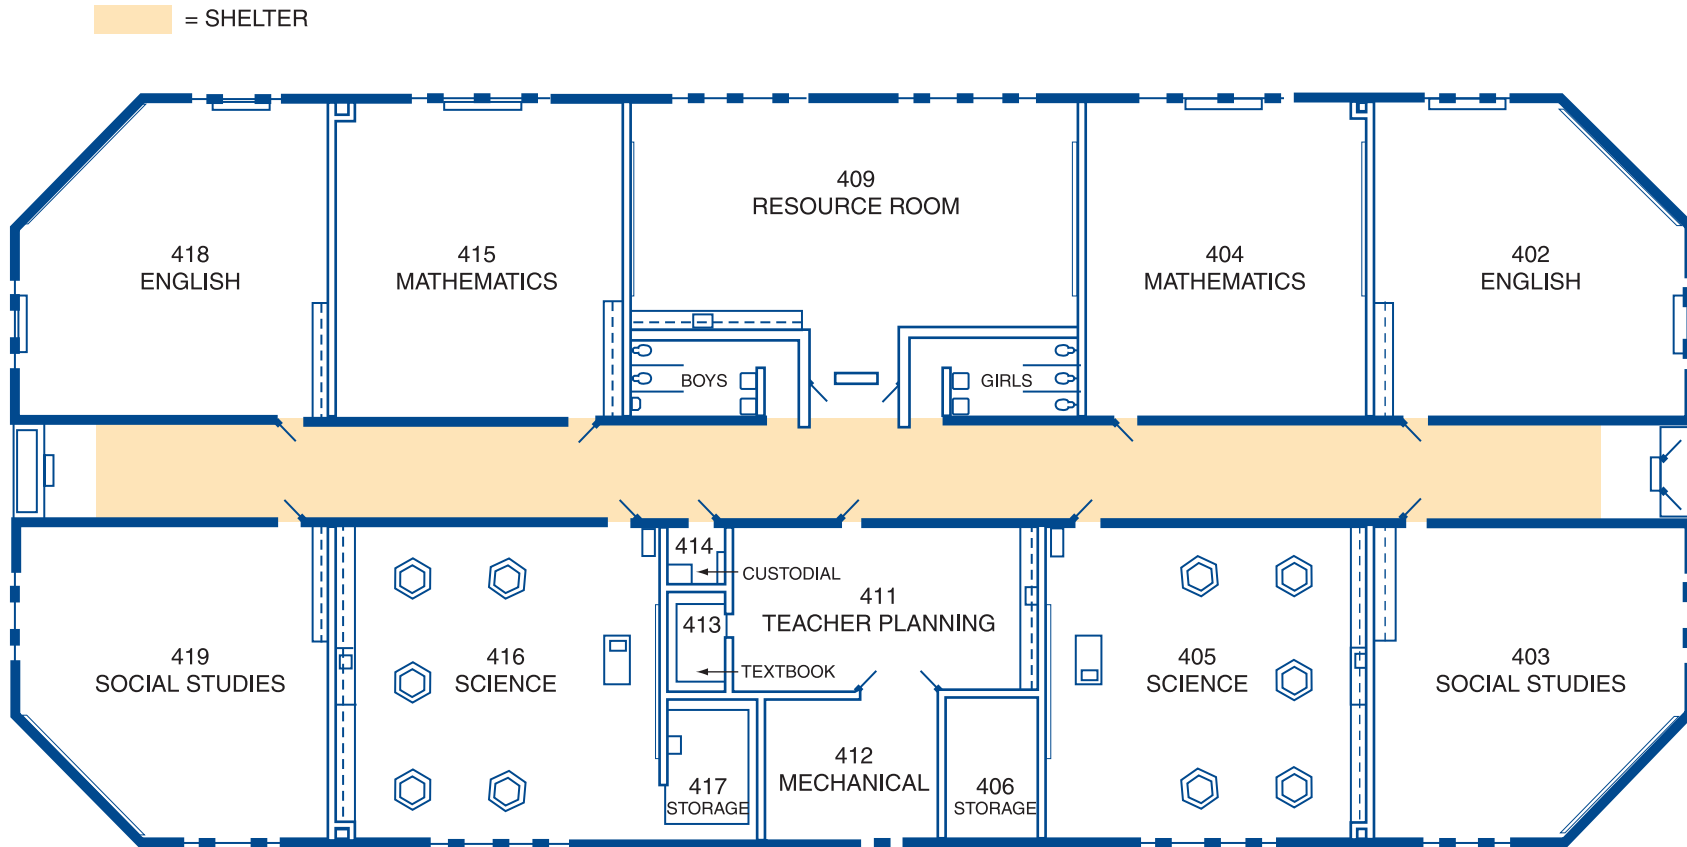 = SHELTER
409
RESOURCE ROOM
418
ENGLISH
415
MATHEMATICS
404
MATHEMATICS
402
ENGLISH
BOYS
GIRLS
414
CUSTODIAL
411
TEACHER PLANNING
413
TEXTBOOK
419
SOCIAL STUDIES
416
SCIENCE
405
SCIENCE
403
SOCIAL STUDIES
412
MECHANICAL
417
STORAGE
406
STORAGE